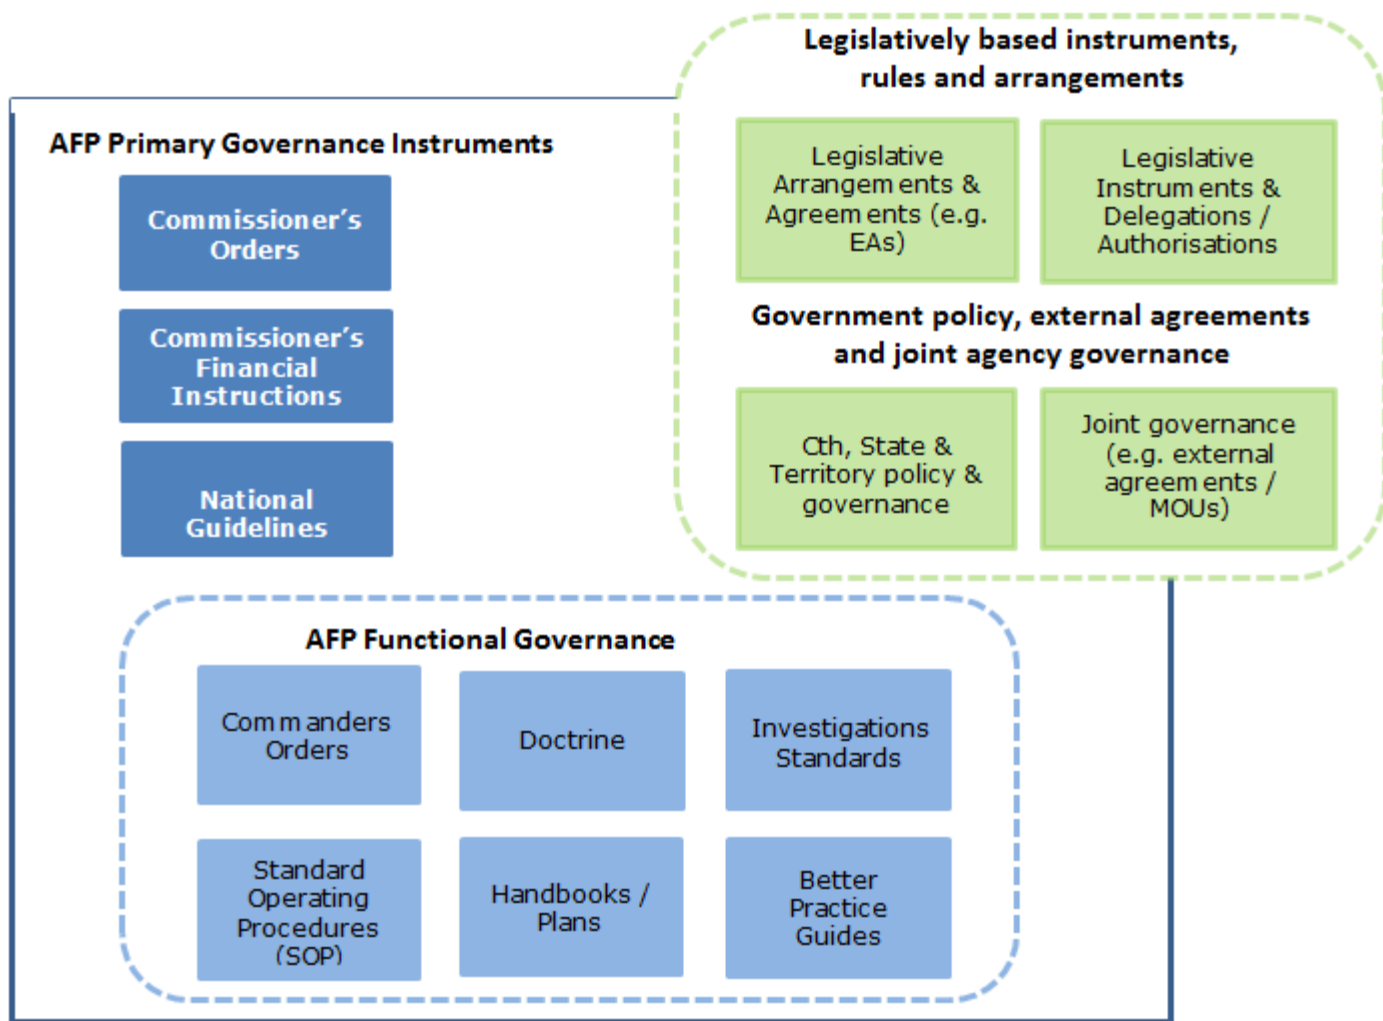 Legislatively based instruments,
rules and arrangements
AFP Primary Governance Instruments
Commissioner's
Orders
Commissioner's
Financial
Instructions
National
Guidelines
Legislative
Arrangements &
Agreements (e.g.
EAs)
Legislative
Instruments &
Delegations /
Authorisations
Government policy, external agreements
and joint agency governance
Cth, State &
Territory policy &
governance
Joint governance
(e.g. external
agreements /
MOUs)
AFP Functional Governance
Commanders
Orders
Doctrine
Investigations
Standards
Standard
Operating
Procedures
(SOP)
Handbooks /
Plans
Better
Practice
Guides